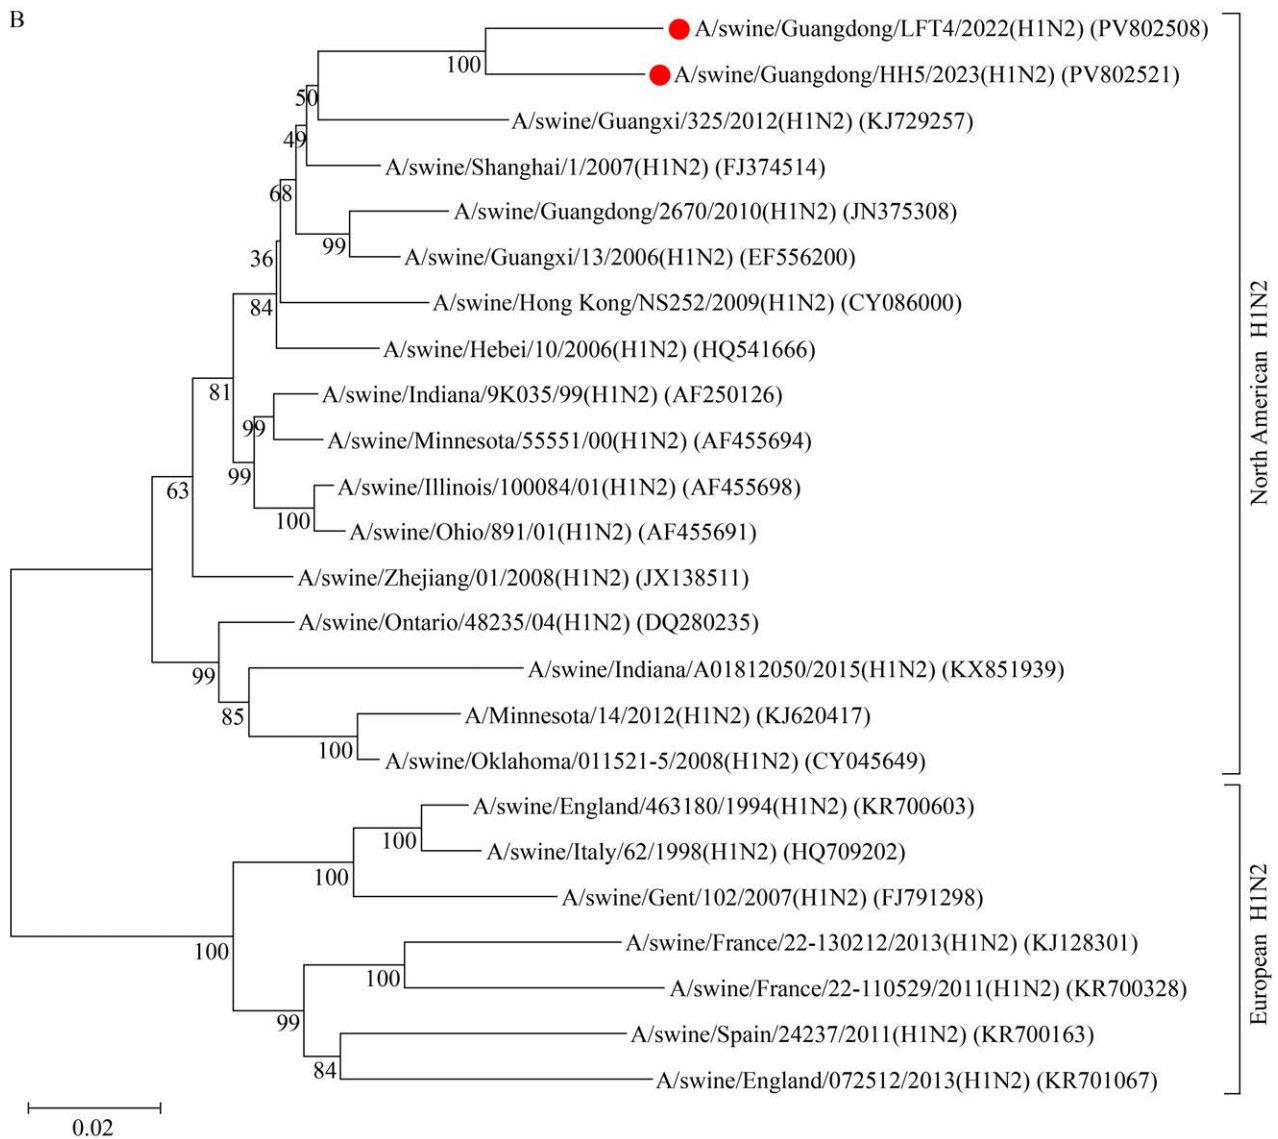 B
A/swine/Guangdong/LFT4/2022(H1N2) (PV802508)
100
A/swine/Guangdong/HH5/2023(H1N2) (PV802521)
50
A/swine/Guangxi/325/2012(H1N2) (KJ729257)
49
A/swine/Shanghai/1/2007(H1N2) (FJ374514)
68
A/swine/Guangdong/2670/2010(H1N2) (JN375308)
99
A/swine/Guangxi/13/2006(H1N2) (EF556200)
36
A/swine/Hong Kong/NS252/2009(H1N2) (CY086000)
84
A/swine/Hebei/10/2006(H1N2) (HQ541666)
81
A/swine/Indiana/9K035/99(H1N2) (AF250126)
99
A/swine/Minnesota/55551/00(H1N2) (AF455694)
99
A/swine/Illinois/100084/01(H1N2) (AF455698)
63
100
A/swine/Ohio/891/01(H1N2) (AF455691)
A/swine/Zhejiang/01/2008(H1N2) (JX138511)
A/swine/Ontario/48235/04(H1N2) (DQ280235)
99
A/swine/Indiana/A01812050/2015(H1N2) (KX851939)
85
A/Minnesota/14/2012(H1N2) (KJ620417)
100
A/swine/Oklahoma/011521-5/2008(H1N2) (CY045649)
North American H1N2
A/swine/England/463180/1994(H1N2) (KR700603)
100
A/swine/Italy/62/1998(H1N2) (HQ709202)
100
A/swine/Gent/102/2007(H1N2) (FJ791298)
100
A/swine/France/22-130212/2013(H1N2) (KJ128301)
100
A/swine/France/22-110529/2011(H1N2) (KR700328)
99
A/swine/Spain/24237/2011(H1N2) (KR700163)
84
A/swine/England/072512/2013(H1N2) (KR701067)
European H1N2
0.02